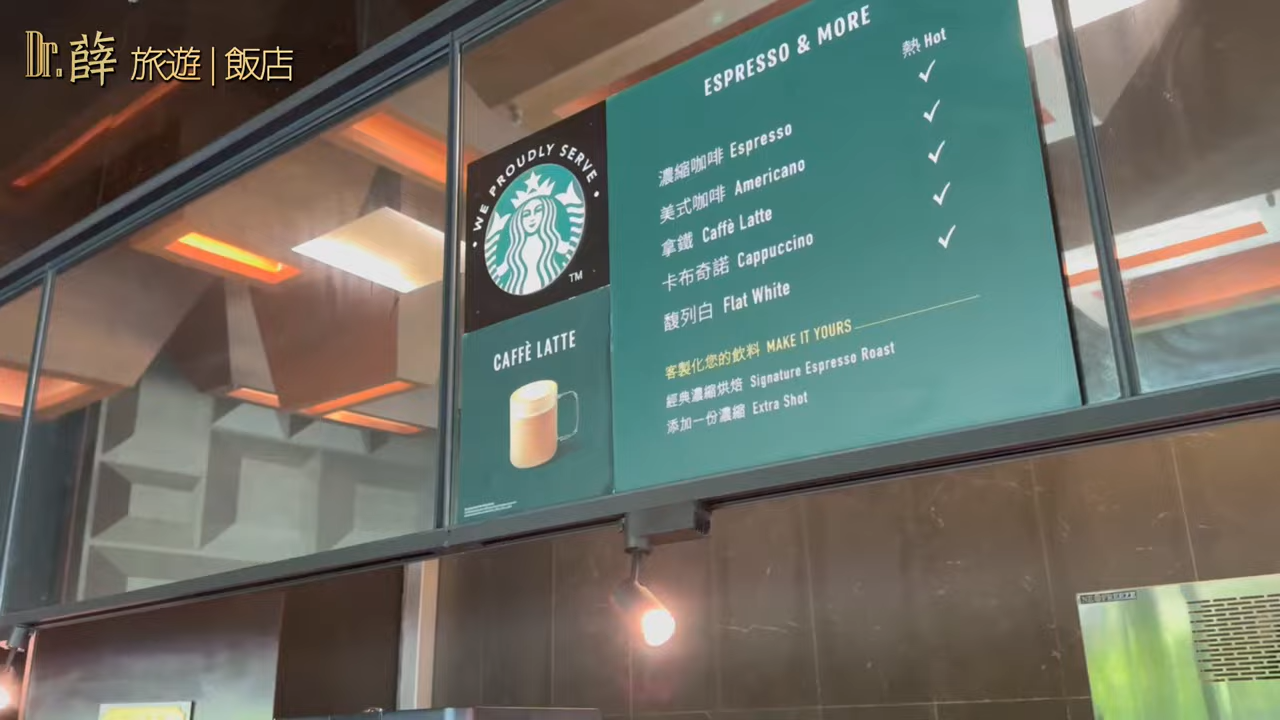 Dr.薛 旅遊|飯店
ESPRESSO & MORE
熱 Hot
濃縮咖啡 Espresso ✓
美式咖啡 Americano ✓
拿鐵 Caffè Latte ✓
卡布奇諾 Cappuccino ✓
馥列白 Flat White ✓
客製化您的飲料 MAKE IT YOURS
經典濃縮烘焙 Signature Espresso Roast
添加一份濃縮 Extra Shot
• WE PROUDLY SERVE •
TM
CAFFÈ LATTE